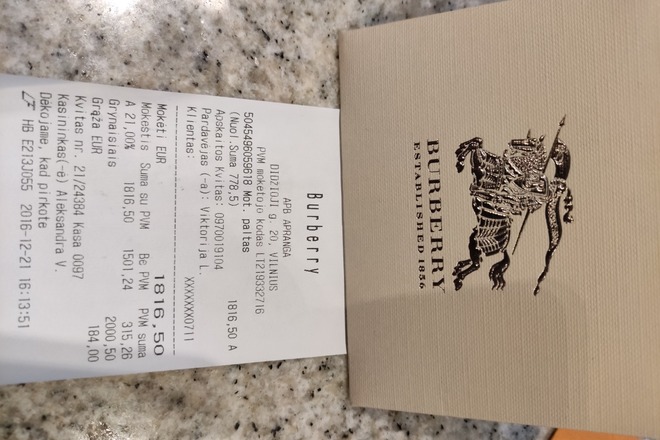 Burberry
APB APRANGA
DIDŽIOJI g. 20, VILNIUS
PVM mokėtojo kodas LT219332716
5045496059618 Mot. paltas 1816,50 A
(Nuol.Suma 778,5)
Apskaitos Kvitas: 0970019104
Pardavėjas (-a): Viktorija L.
Klientas: XXXXXXX0711
Mokėti EUR 1816,50
Mokestis Suma su PVM Be PVM PVM suma
A 21,00% 1816,50 1501,24 315,26
Grynaisiais 2000,50
Grąža EUR 184,00
Kvitas nr. 21/24384 Kasa 0097
Kasininkas(-ė) Aleksandra V.
Dėkojame, kad pirkote
HB E213J055 2016-12-21 16:13:51
BURBERRY
ESTABLISHED 1856